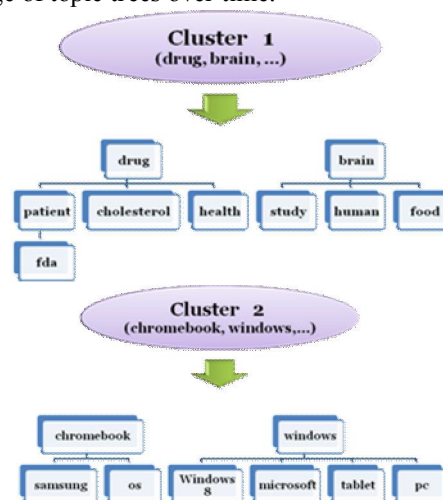 ge of topic trees over time.
Cluster 1
(drug, brain, ...)
drug brain
patient cholesterol health study human food
fda
Cluster 2
(chromebook, windows,...)
chromebook windows
samsung os Windows 8 microsoft tablet pc